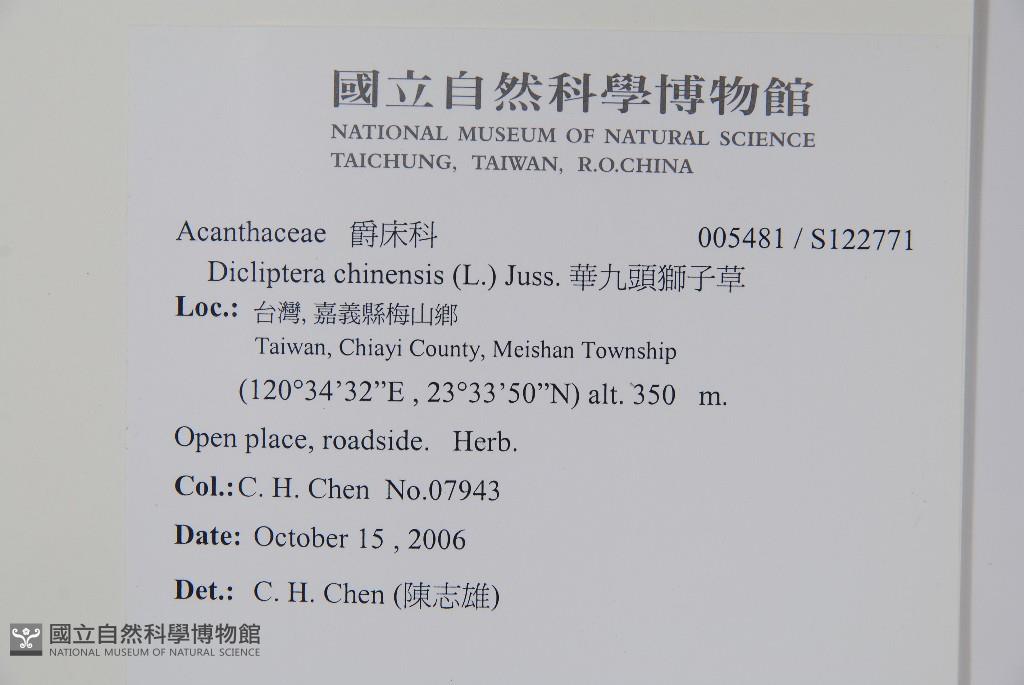 國立自然科學博物館
NATIONAL MUSEUM OF NATURAL SCIENCE
TAICHUNG, TAIWAN, R.O.CHINA
Acanthaceae 爵床科 005481 / S122771
Dicliptera chinensis (L.) Juss. 華九頭獅子草
Loc.: 台灣, 嘉義縣梅山鄉
Taiwan, Chiayi County, Meishan Township
(120°34’32”E , 23°33’50”N) alt. 350 m.
Open place, roadside. Herb.
Col.: C. H. Chen No.07943
Date: October 15 , 2006
Det.: C. H. Chen (陳志雄)
國立自然科學博物館
NATIONAL MUSEUM OF NATURAL SCIENCE